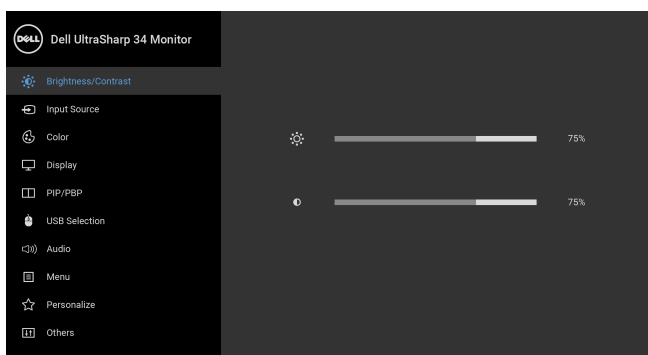 DELL Dell UltraSharp 34 Monitor
Brightness/Contrast
Input Source
Color
75%
Display
PIP/PBP
75%
USB Selection
Audio
Menu
Personalize
Others